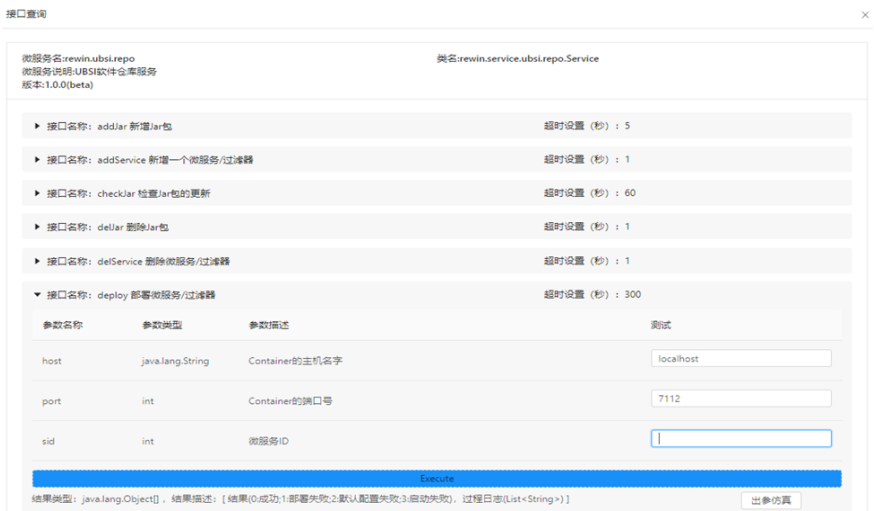 接口查询
微服务名:rewin.ubsi.repo 类名:rewin.service.ubsi.repo.Service
微服务说明:UBSI软件仓库服务
版本:1.0.0(beta)
接口名称：addJar 新增Jar包 超时设置（秒）：5
接口名称：addService 新增一个微服务/过滤器 超时设置（秒）：1
接口名称：checkJar 检查Jar包的更新 超时设置（秒）：60
接口名称：delJar 删除Jar包 超时设置（秒）：1
接口名称：delService 删除微服务/过滤器 超时设置（秒）：1
接口名称：deploy 部署微服务/过滤器 超时设置（秒）：300
参数名称 参数类型 参数描述 测试
host java.lang.String Container的主机名字 localhost
port int Container的端口号 7112
sid int 微服务ID
Execute
结果类型：java.lang.Object[]，结果描述：[ 结果(0:成功;1:部署失败;2:默认配置失败;3:启动失败)，过程日志(List<String>) ] 出参仿真